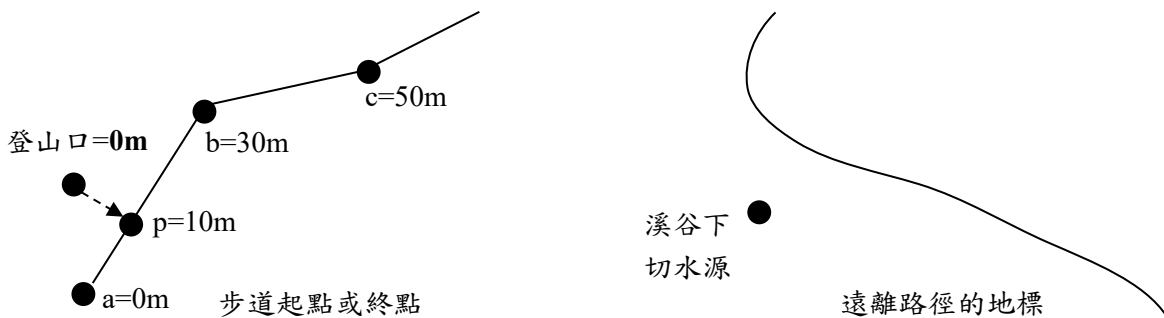 c=50m
b=30m
登山口=0m
p=10m
a=0m
步道起點或終點
溪谷下
切水源
遠離路徑的地標